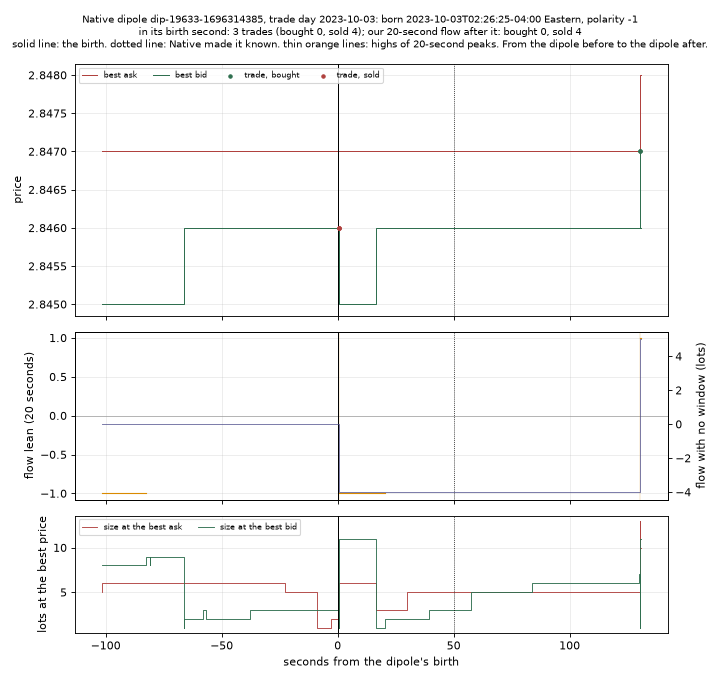 Native dipole dip-19633-1696314385, trade day 2023-10-03: born 2023-10-03T02:26:25-04:00 Eastern, polarity -1
in its birth second: 3 trades (bought 0, sold 4); our 20-second flow after it: bought 0, sold 4
solid line: the birth. dotted line: Native made it known. thin orange lines: highs of 20-second peaks. From the dipole before to the dipole after.
best ask
best bid
trade, bought
trade, sold
2.8480
2.8475
2.8470
2.8465
2.8460
2.8455
2.8450
price
1.0
0.5
0.0
−0.5
−1.0
flow lean (20 seconds)
4
2
0
−2
−4
flow with no window (lots)
size at the best ask
size at the best bid
10
5
lots at the best price
−100
−50
0
50
100
seconds from the dipole's birth